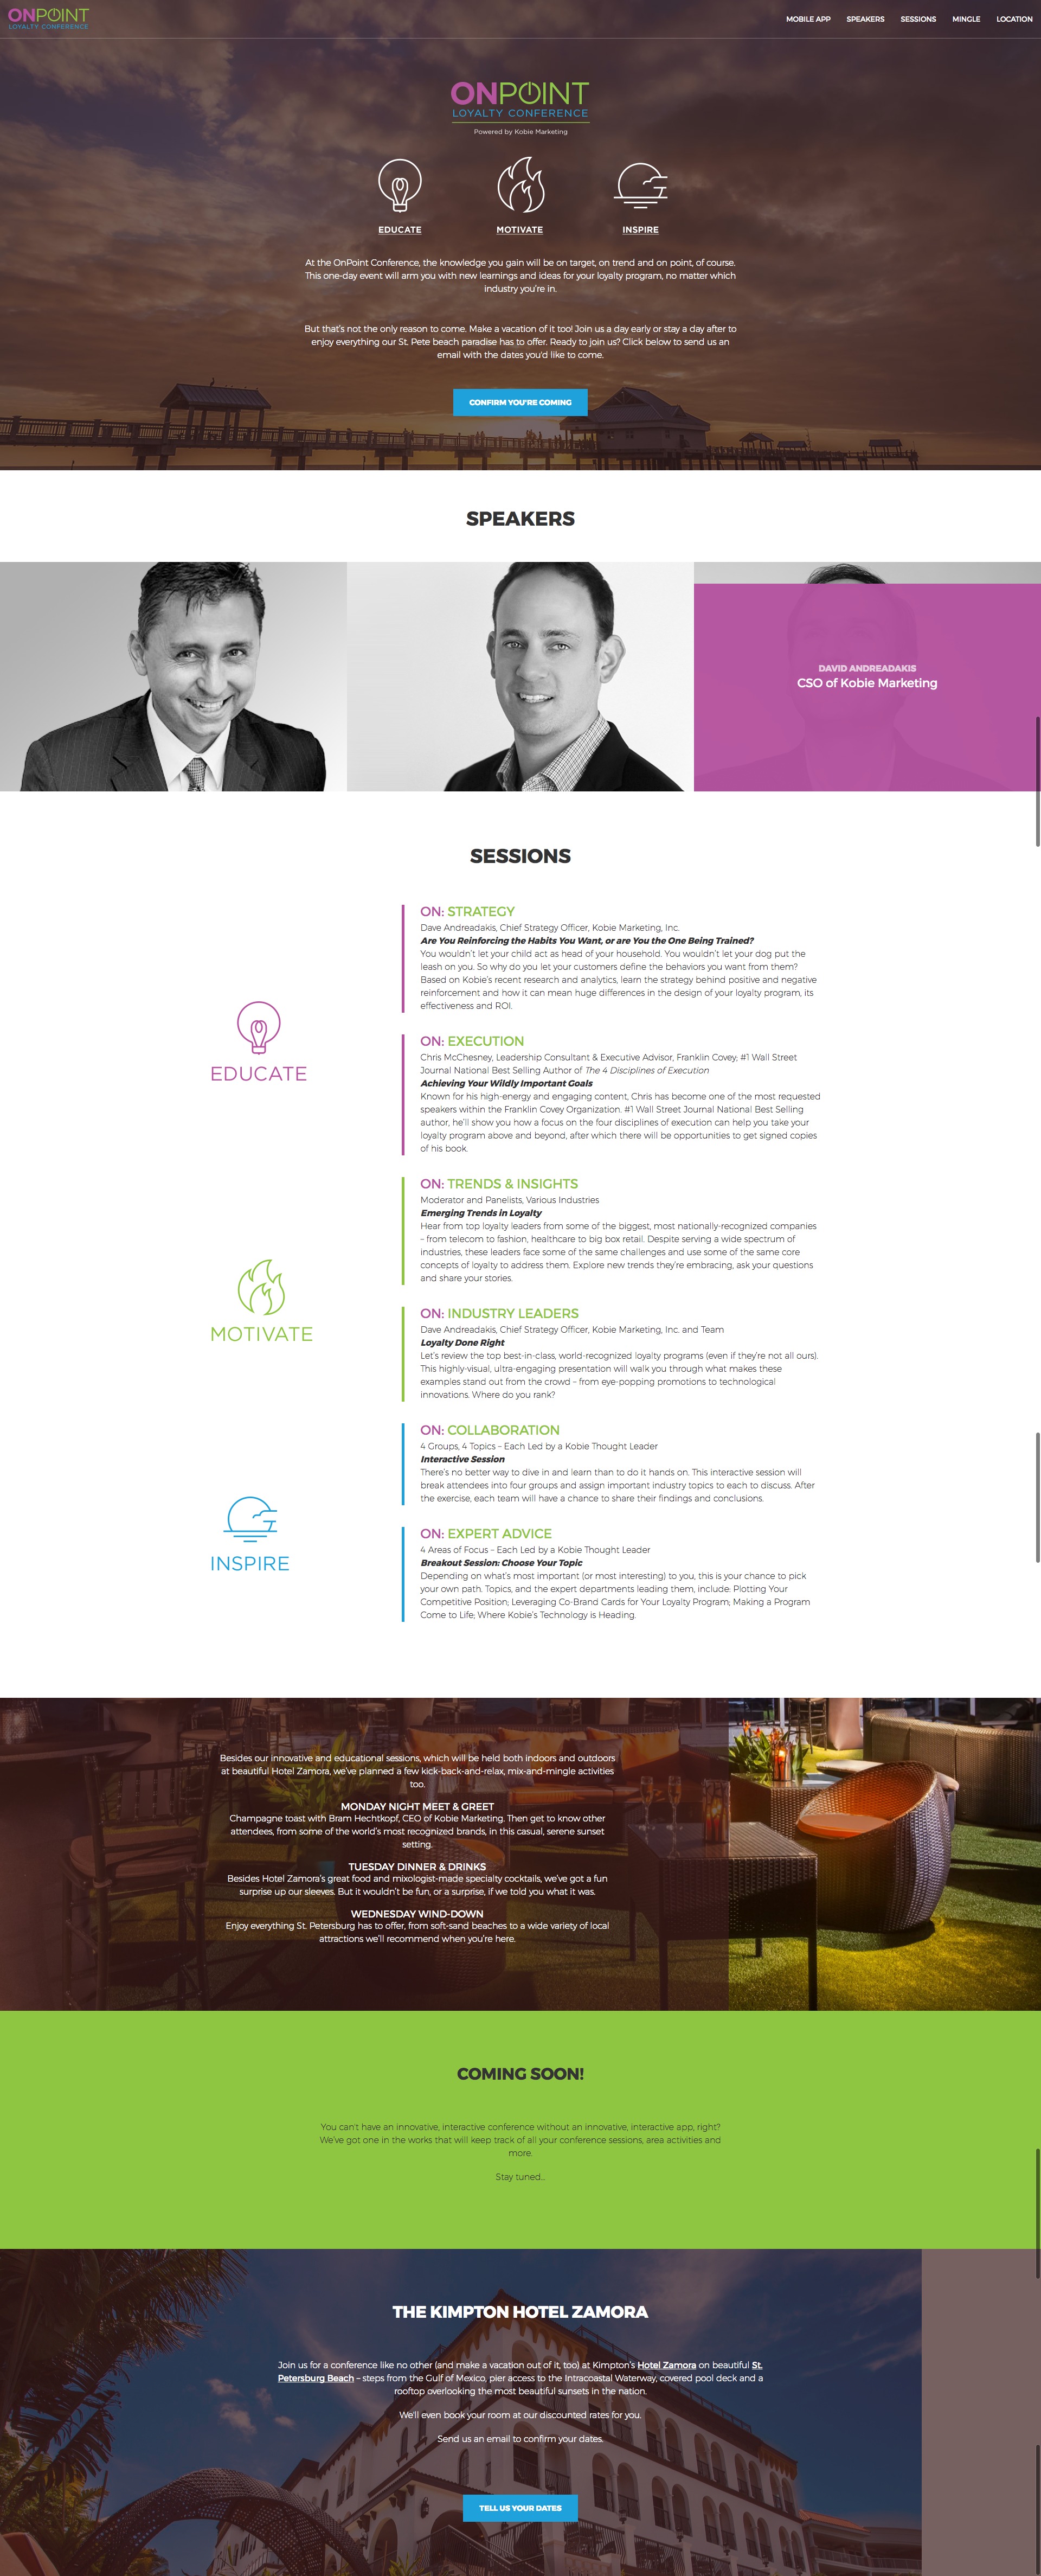 ONPOINT
LOYALTY CONFERENCE
MOBILE APP
SPEAKERS
SESSIONS
MINGLE
LOCATION
ONPOINT
LOYALTY CONFERENCE
Powered by Kobie Marketing
EDUCATE
MOTIVATE
INSPIRE
At the OnPoint Conference, the knowledge you gain will be on target, on trend and on point, of course.
This one-day event will arm you with new learnings and ideas for your loyalty program, no matter which
industry you're in.
But that's not the only reason to come. Make a vacation of it too! Join us a day early or stay a day after to
enjoy everything our St. Pete beach paradise has to offer. Ready to join us? Click below to send us an
email with the dates you'd like to come.
CONFIRM YOU'RE COMING
SPEAKERS
DAVID ANDREADAKIS
CSO of Kobie Marketing
SESSIONS
EDUCATE
ON: STRATEGY
Dave Andreadakis, Chief Strategy Officer, Kobie Marketing, Inc.
Are You Reinforcing the Habits You Want, or are You the One Being Trained?
You wouldn't let your child act as head of your household. You wouldn't let your dog put the
leash on you. So why do you let your customers define the behaviors you want from them?
Based on Kobie's recent research and analytics, learn the strategy behind positive and negative
reinforcement and how it can mean huge differences in the design of your loyalty program, its
effectiveness and ROI.
ON: EXECUTION
Chris McChesney, Leadership Consultant & Executive Advisor, Franklin Covey; #1 Wall Street
Journal National Best Selling Author of The 4 Disciplines of Execution
Achieving Your Wildly Important Goals
Known for his high-energy and engaging content, Chris has become one of the most requested
speakers within the Franklin Covey Organization. #1 Wall Street Journal National Best Selling
author, he'll show you how a focus on the four disciplines of execution can help you take your
loyalty program above and beyond, after which there will be opportunities to get signed copies
of his book.
MOTIVATE
ON: TRENDS & INSIGHTS
Moderator and Panelists, Various Industries
Emerging Trends in Loyalty
Hear from top loyalty leaders from some of the biggest, most nationally-recognized companies
– from telecom to fashion, healthcare to big box retail. Despite serving a wide spectrum of
industries, these leaders face some of the same challenges and use some of the same core
concepts of loyalty to address them. Explore new trends they're embracing, ask your questions
and share your stories.
ON: INDUSTRY LEADERS
Dave Andreadakis, Chief Strategy Officer, Kobie Marketing, Inc. and Team
Loyalty Done Right
Let's review the top best-in-class, world-recognized loyalty programs (even if they're not all ours).
This highly-visual, ultra-engaging presentation will walk you through what makes these
examples stand out from the crowd – from eye-popping promotions to technological
innovations. Where do you rank?
INSPIRE
ON: COLLABORATION
4 Groups, 4 Topics – Each Led by a Kobie Thought Leader
Interactive Session
There's no better way to dive in and learn than to do it hands on. This interactive session will
break attendees into four groups and assign important industry topics to each to discuss. After
the exercise, each team will have a chance to share their findings and conclusions.
ON: EXPERT ADVICE
4 Areas of Focus – Each Led by a Kobie Thought Leader
Breakout Session: Choose Your Topic
Depending on what's most important (or most interesting) to you, this is your chance to pick
your own path. Topics, and the expert departments leading them, include: Plotting Your
Competitive Position; Leveraging Co-Brand Cards for Your Loyalty Program; Making a Program
Come to Life; Where Kobie's Technology is Heading.
Besides our innovative and educational sessions, which will be held both indoors and outdoors
at beautiful Hotel Zamora, we've planned a few kick-back-and-relax, mix-and-mingle activities
too.
MONDAY NIGHT MEET & GREET
Champagne toast with Bram Hechtkopf, CEO of Kobie Marketing. Then get to know other
attendees, from some of the world's most recognized brands, in this casual, serene sunset
setting.
TUESDAY DINNER & DRINKS
Besides Hotel Zamora's great food and mixologist-made specialty cocktails, we've got a fun
surprise up our sleeves. But it wouldn't be fun, or a surprise, if we told you what it was.
WEDNESDAY WIND-DOWN
Enjoy everything St. Petersburg has to offer, from soft-sand beaches to a wide variety of local
attractions we'll recommend when you're here.
COMING SOON!
You can't have an innovative, interactive conference without an innovative, interactive app, right?
We've got one in the works that will keep track of all your conference sessions, area activities and
more.
Stay tuned...
THE KIMPTON HOTEL ZAMORA
Join us for a conference like no other (and make a vacation out of it, too) at Kimpton's Hotel Zamora on beautiful St.
Petersburg Beach – steps from the Gulf of Mexico, pier access to the Intracoastal Waterway, covered pool deck and a
rooftop overlooking the most beautiful sunsets in the nation.
We'll even book your room at our discounted rates for you.
Send us an email to confirm your dates.
TELL US YOUR DATES